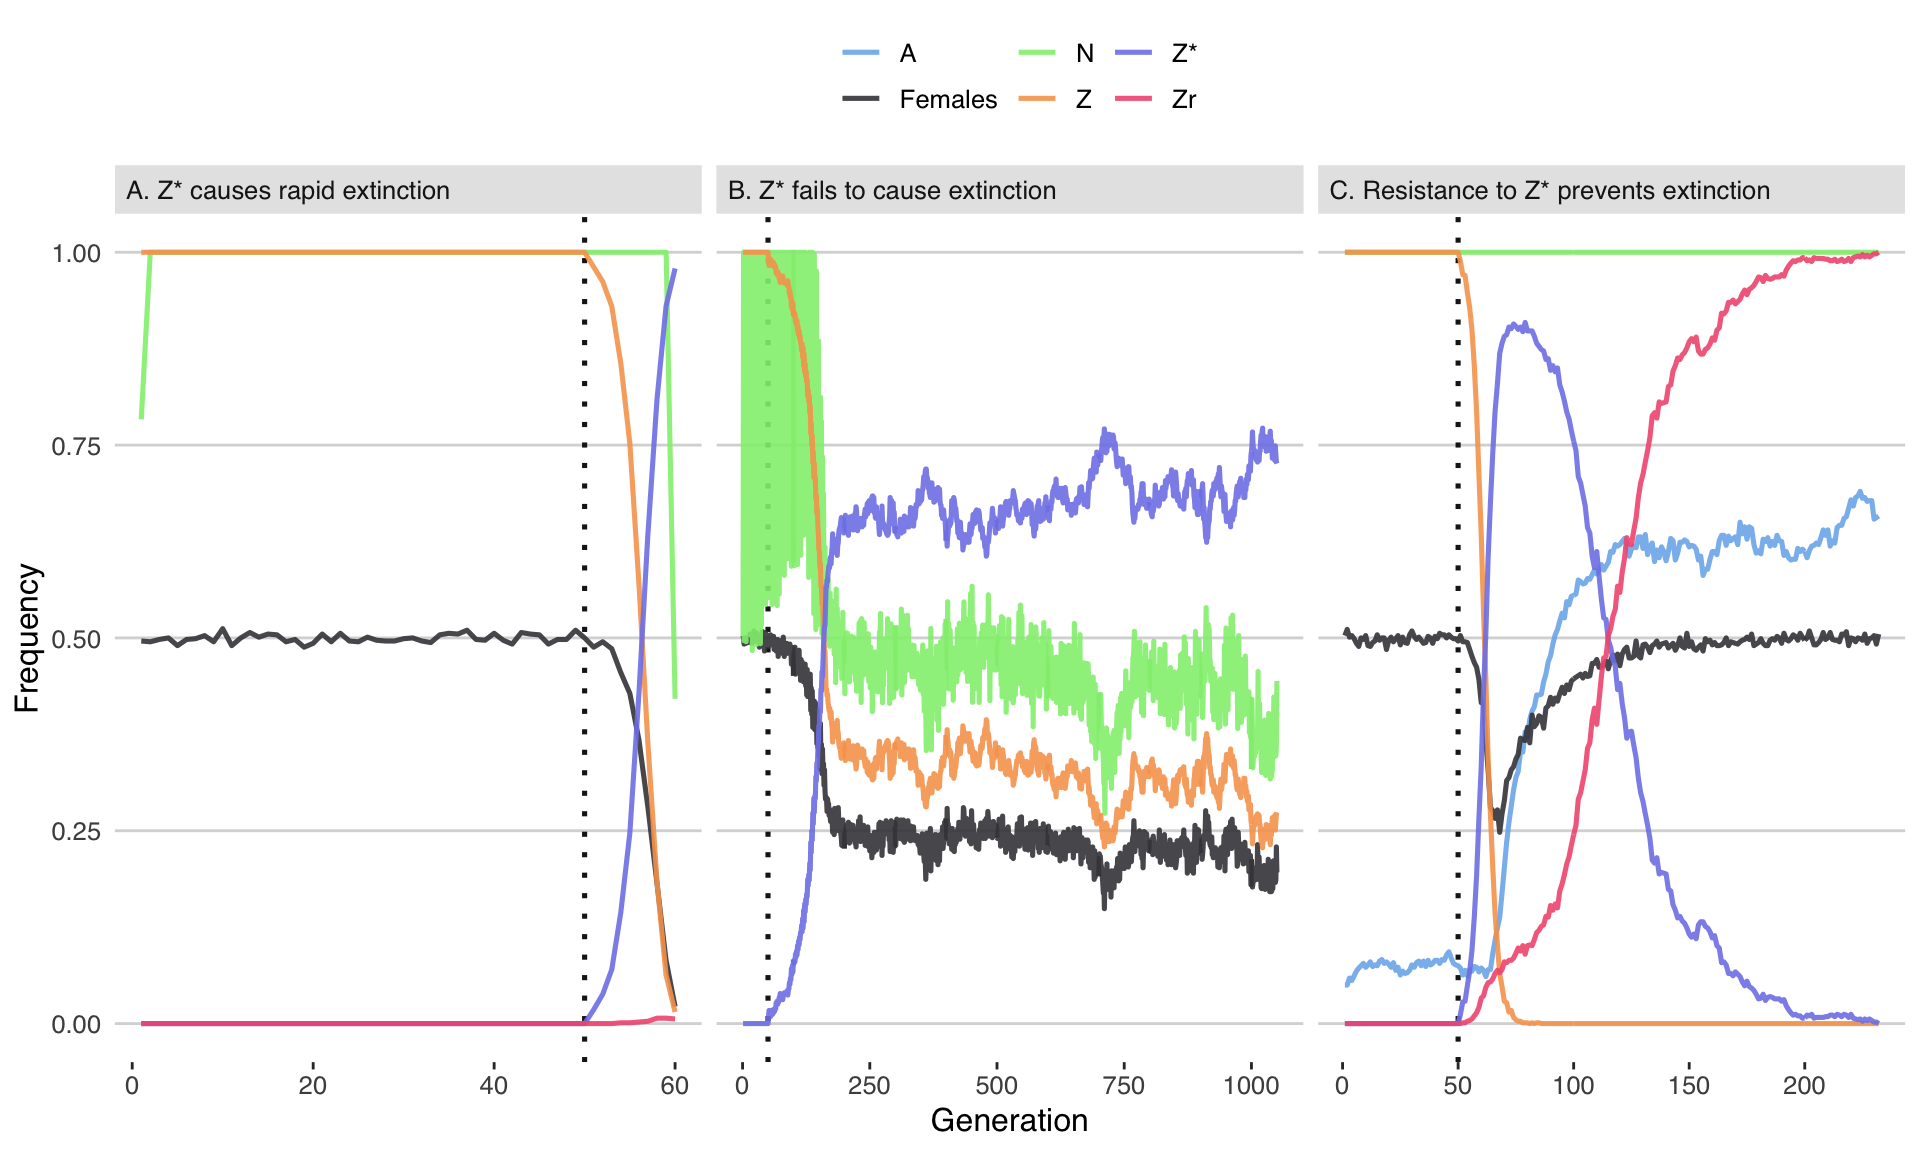 A N Z*
Females Z Zr
A. Z* causes rapid extinction
B. Z* fails to cause extinction
C. Resistance to Z* prevents extinction
Frequency
1.00
0.75
0.50
0.25
0.00
0 20 40 60
0 250 500 750 1000
0 50 100 150 200
Generation